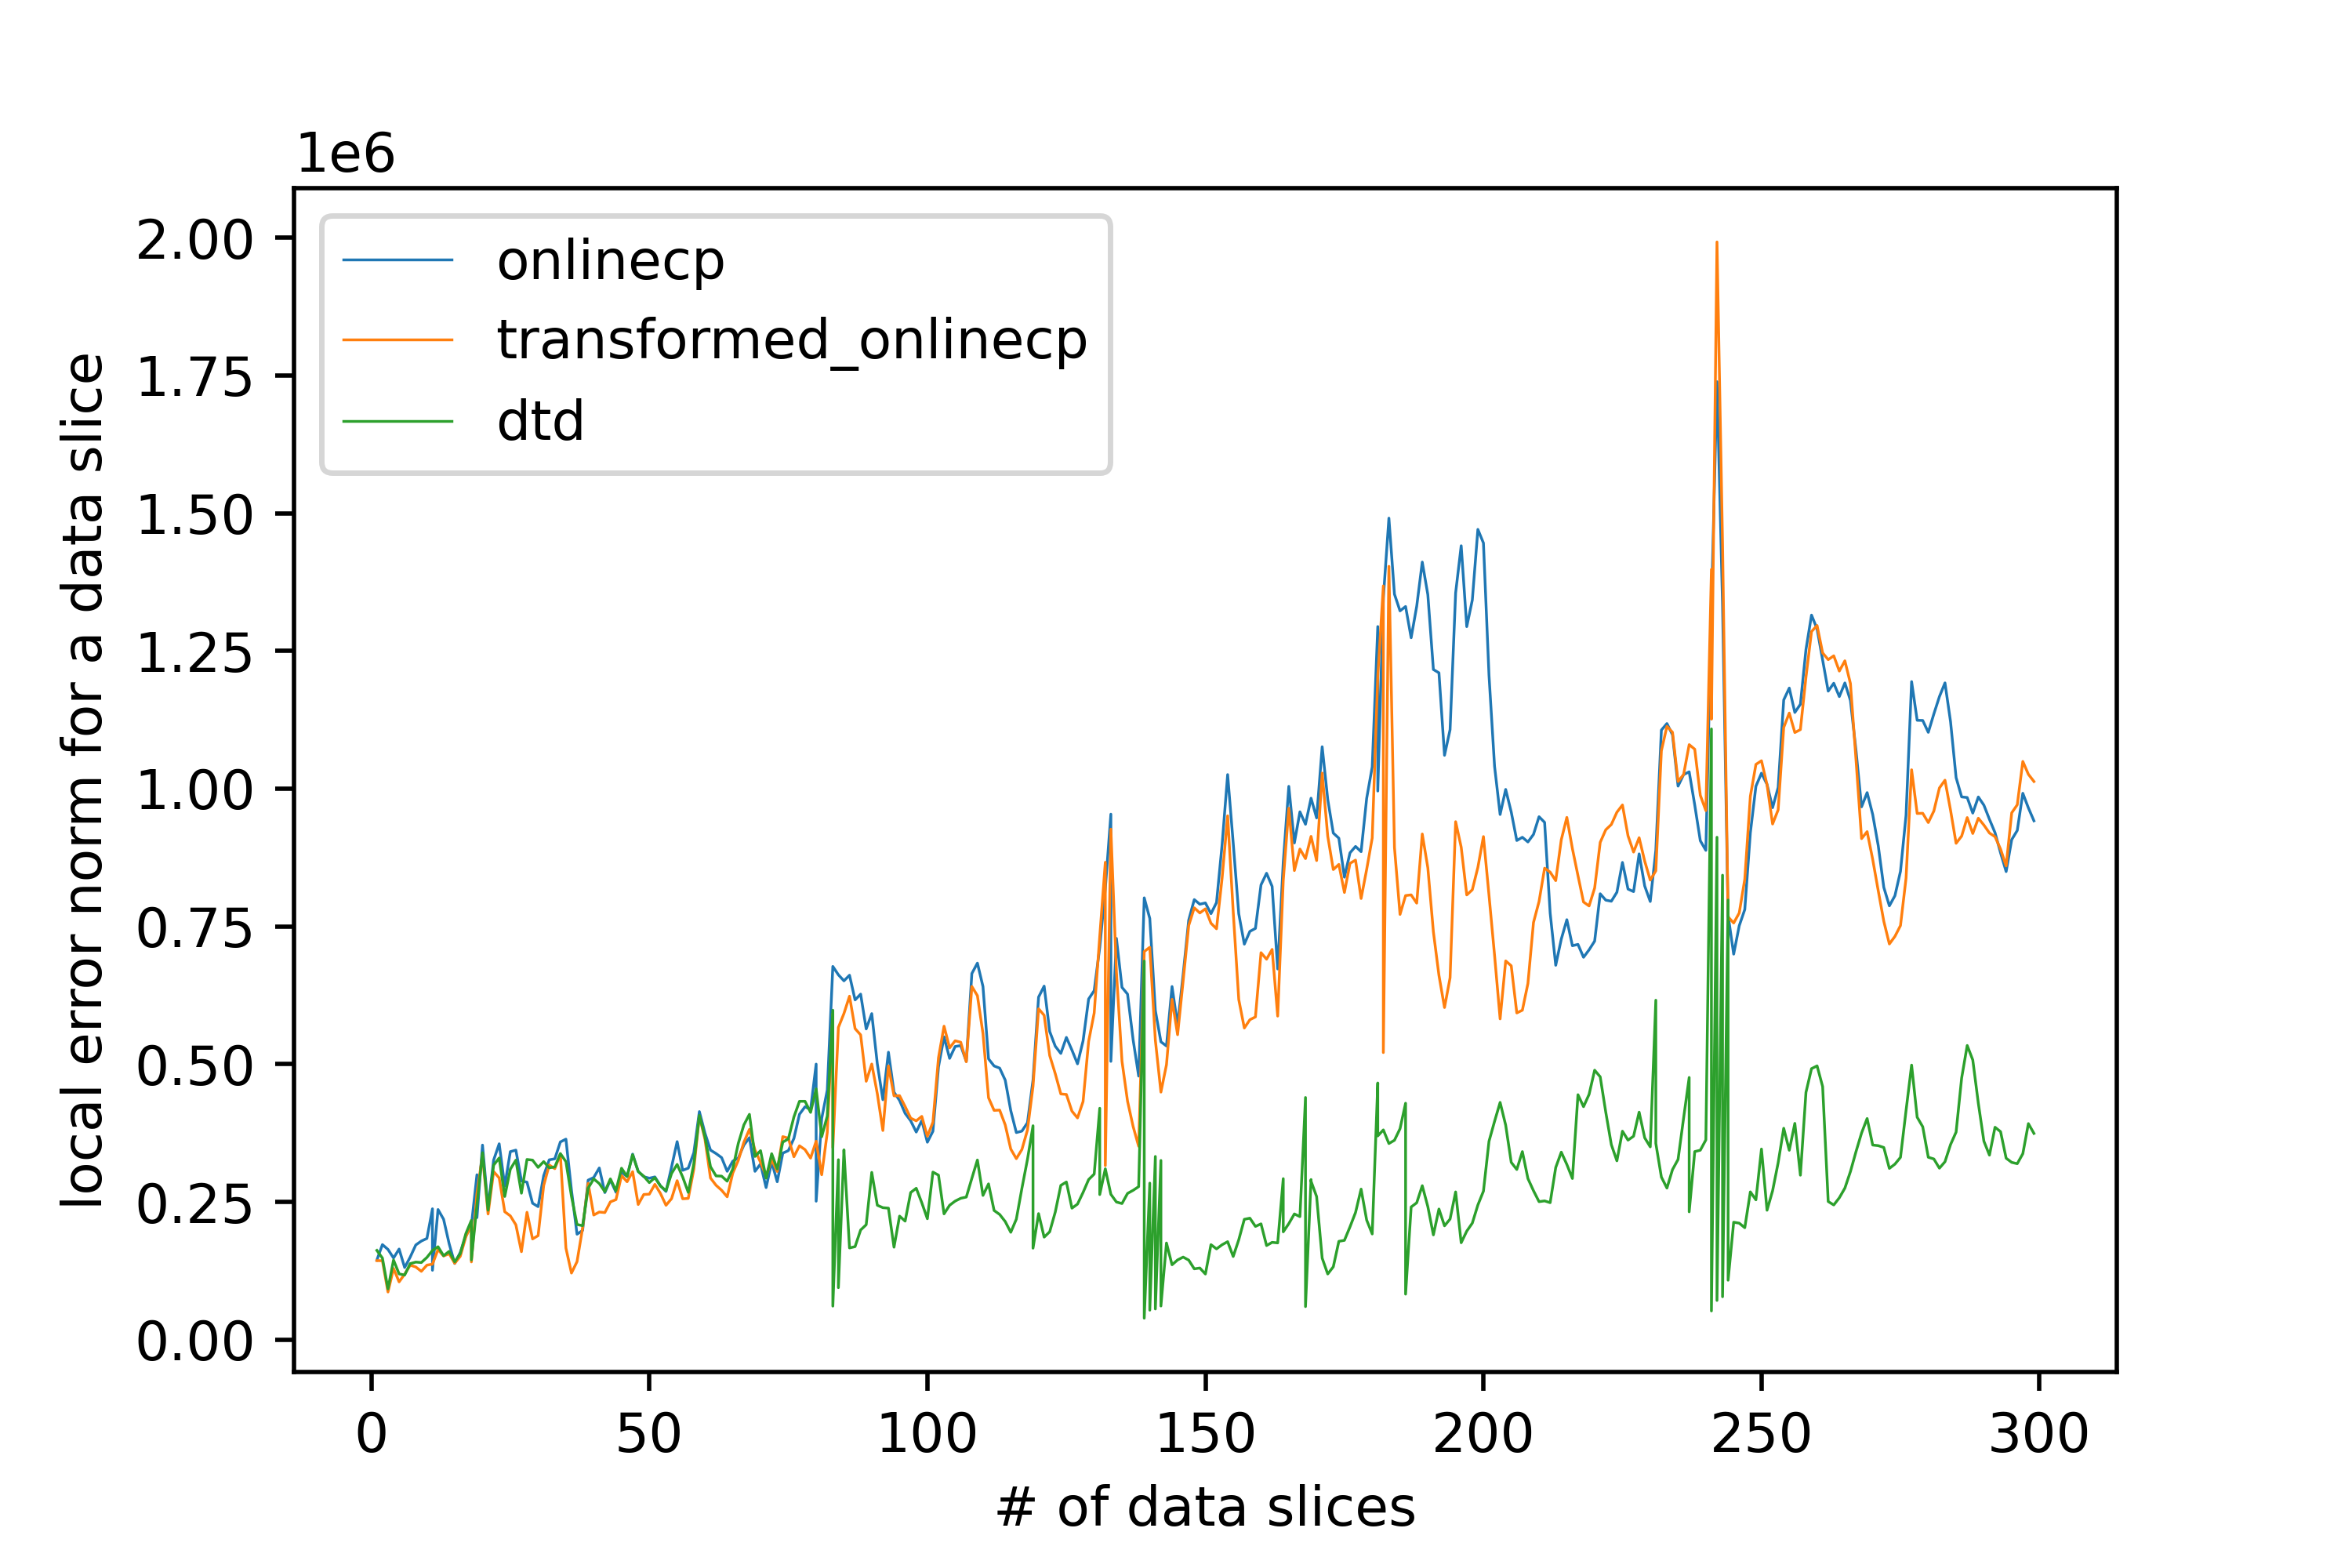 1e6
2.00
1.75
1.50
1.25
1.00
0.75
0.50
0.25
0.00
local error norm for a data slice
onlinecp
transformed_onlinecp
dtd
0 50 100 150 200 250 300
# of data slices